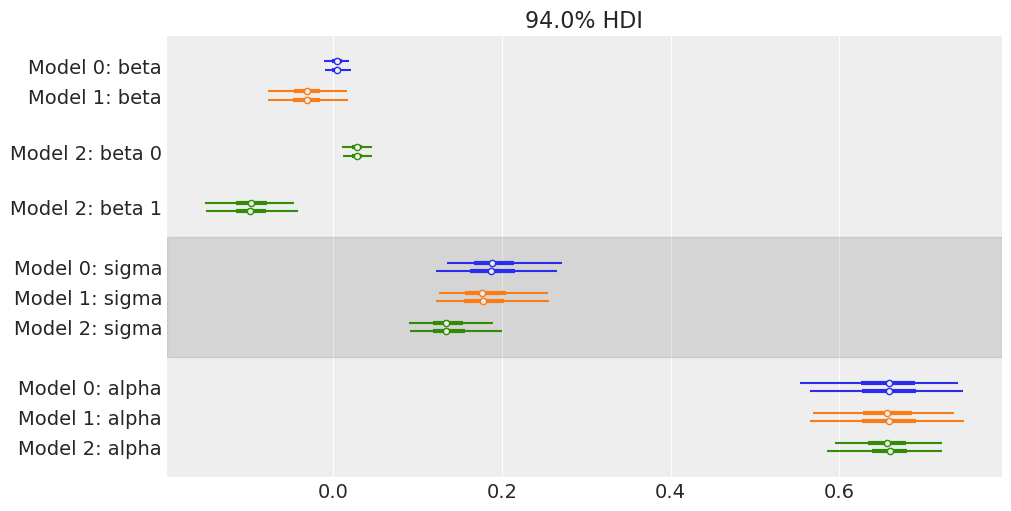 94.0% HDI
Model 0: beta
Model 1: beta
Model 2: beta 0
Model 2: beta 1
Model 0: sigma
Model 1: sigma
Model 2: sigma
Model 0: alpha
Model 1: alpha
Model 2: alpha
0.0 0.2 0.4 0.6